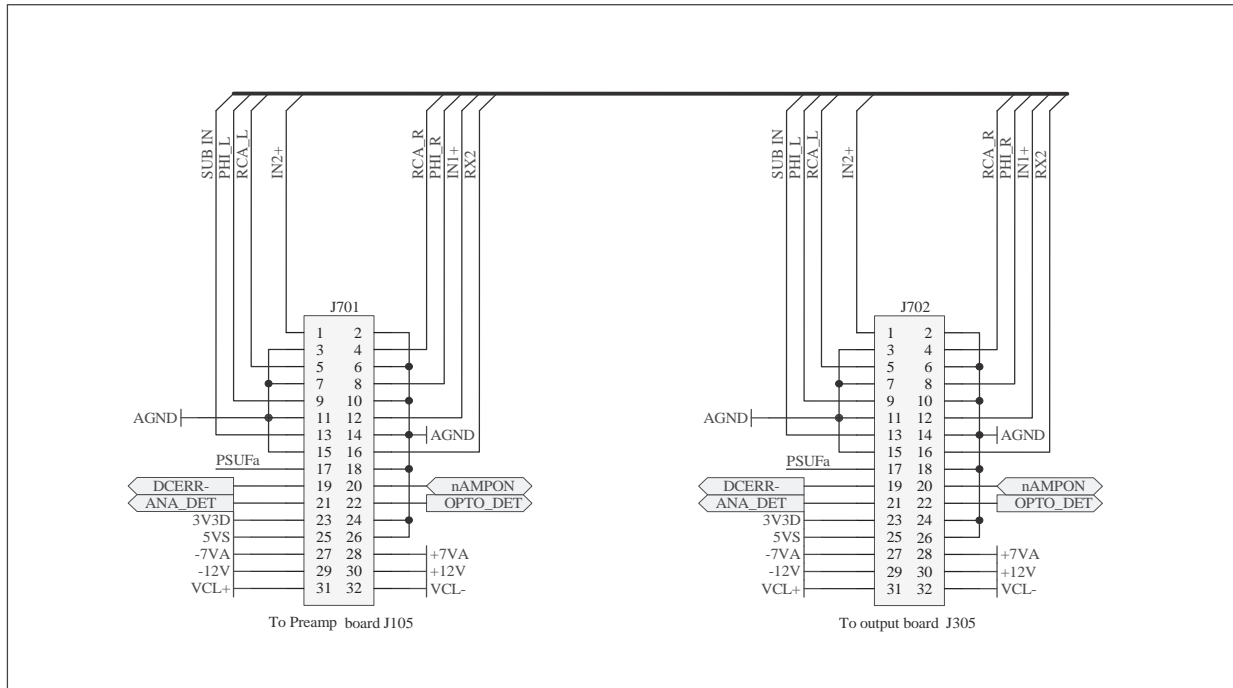 SUB IN
PHI_L
RCA_L
IN2+
RCA_R
PHI_R
IN1+
RX2
SUB IN
PHI_L
RCA_L
IN2+
RCA_R
PHI_R
IN1+
RX2
J701
1 2
3 4
5 6
7 8
9 10
AGND 11 12
13 14 AGND
15 16
PSUFa 17 18
DCERR- 19 20 nAMPON
ANA_DET 21 22 OPTO_DET
3V3D 23 24
5VS 25 26
-7VA 27 28 +7VA
-12V 29 30 +12V
VCL+ 31 32 VCL-
To Preamp board J105
J702
1 2
3 4
5 6
7 8
9 10
AGND 11 12
13 14 AGND
15 16
PSUFa 17 18
DCERR- 19 20 nAMPON
ANA_DET 21 22 OPTO_DET
3V3D 23 24
5VS 25 26
-7VA 27 28 +7VA
-12V 29 30 +12V
VCL+ 31 32 VCL-
To output board J305